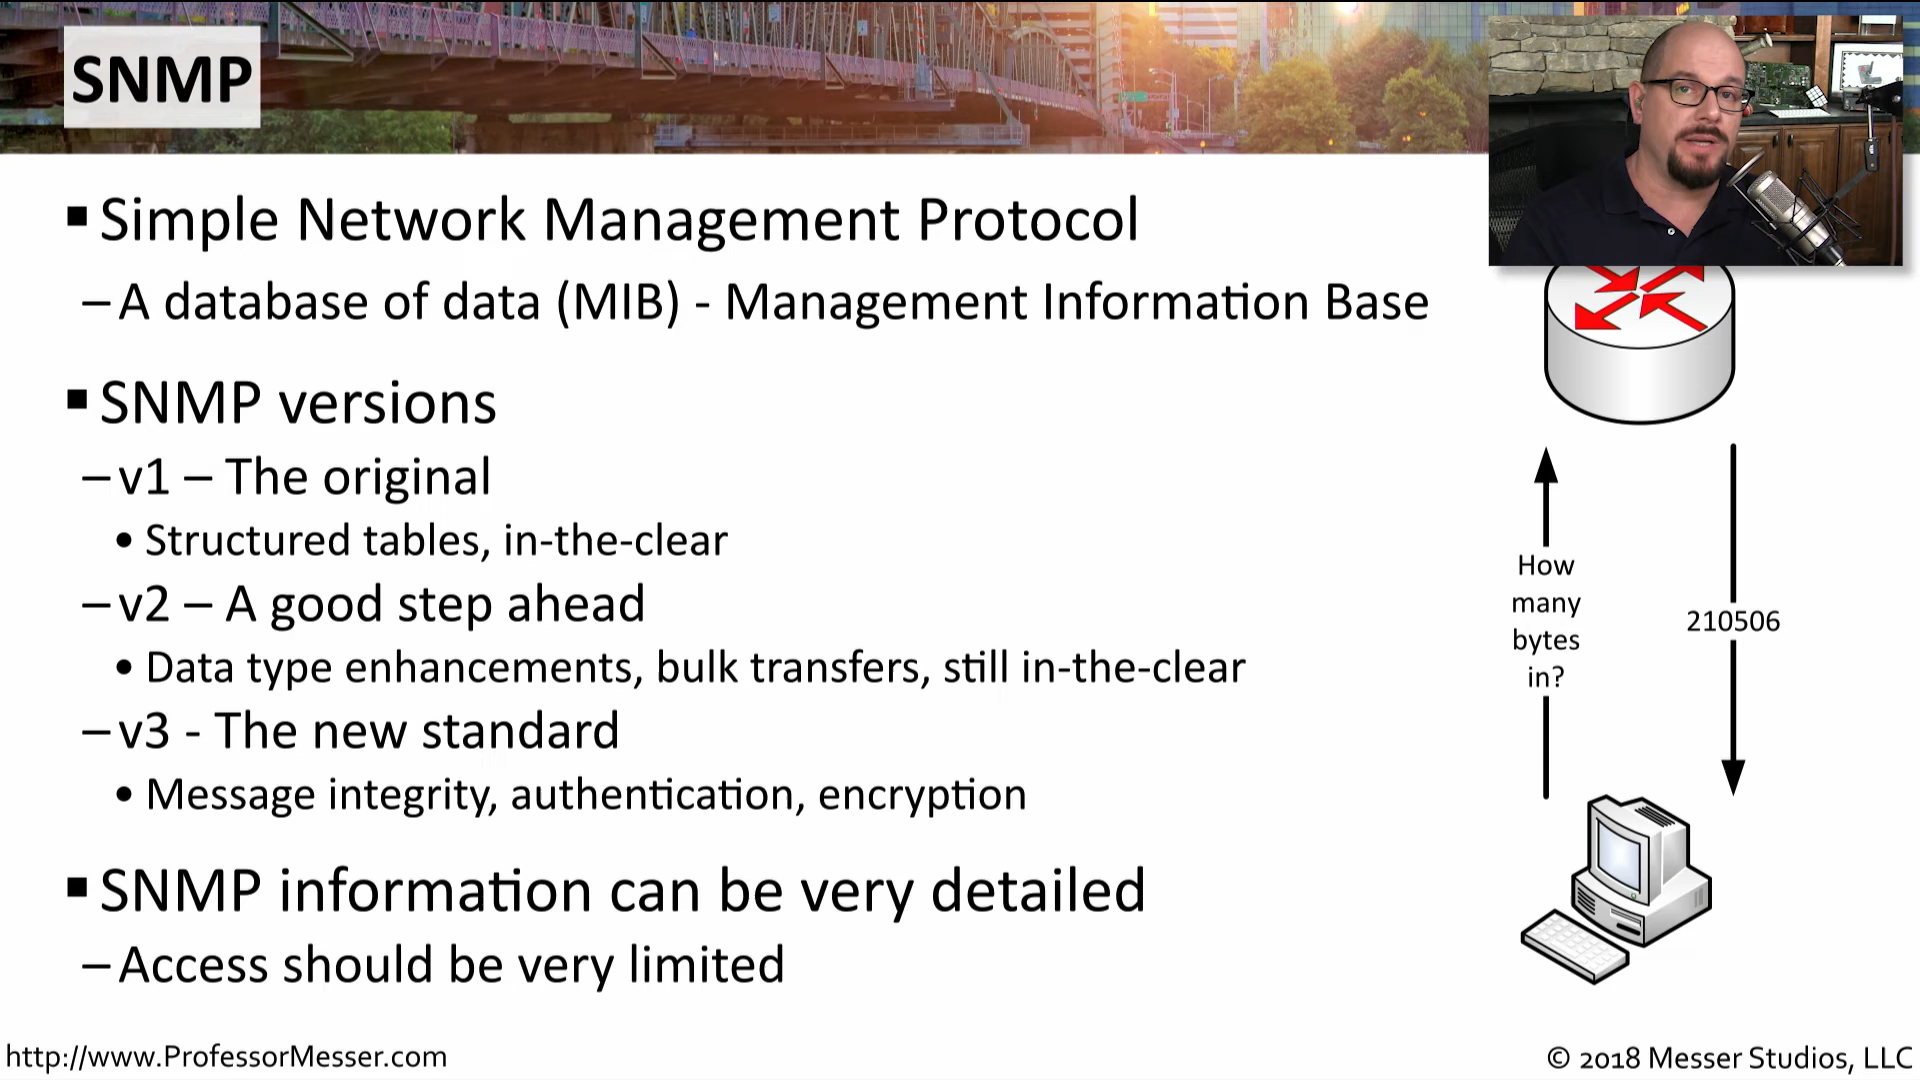 SNMP
▪ Simple Network Management Protocol
– A database of data (MIB) - Management Information Base
▪ SNMP versions
– v1 – The original
• Structured tables, in-the-clear
– v2 – A good step ahead
• Data type enhancements, bulk transfers, still in-the-clear
– v3 - The new standard
• Message integrity, authentication, encryption
▪ SNMP information can be very detailed
– Access should be very limited
How
many
bytes
in?
210506
http://www.ProfessorMesser.com
© 2018 Messer Studios, LLC